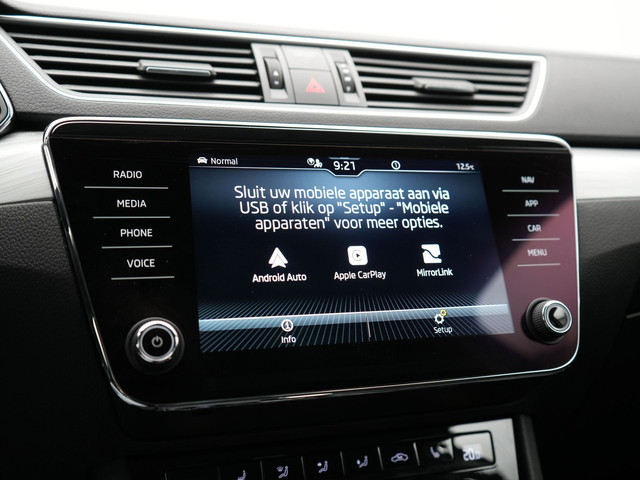 RADIO
MEDIA
PHONE
VOICE
Normal
9:21
12.5°C
Sluit uw mobiele apparaat aan via
USB of klik op "Setup" - "Mobiele
apparaten" voor meer opties.
Android Auto
Apple CarPlay
MirrorLink
Info
Setup
NAV
APP
CAR
MENU